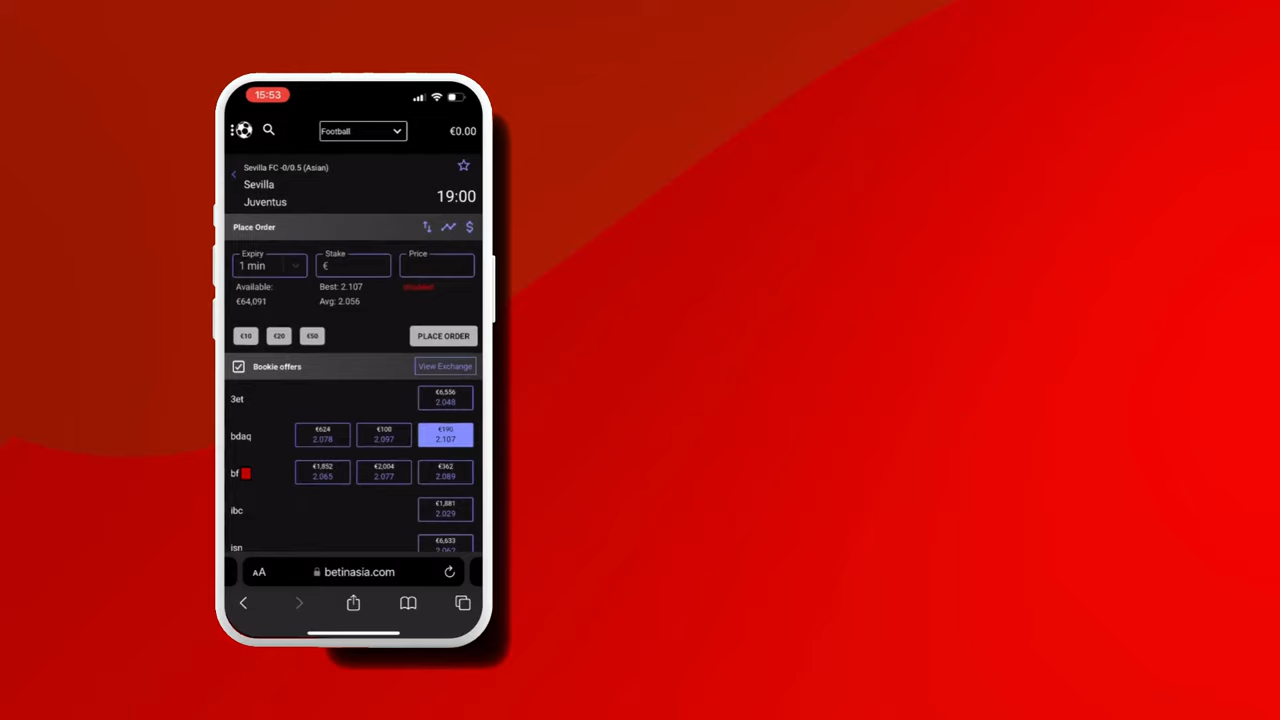 15:53
Football
€0.00
Sevilla FC -0/0.5 (Asian)
Sevilla
Juventus
19:00
Place Order
Expiry
Stake
Price
1 min
€
Available:
Best: 2.107
disabled
€64,091
Avg: 2.056
€10
€20
€50
PLACE ORDER
Bookie offers
View Exchange
3et
€6,556
2.048
bdaq
€624
2.078
€100
2.097
2.107
bf
€1,852
2.065
€2,004
2.077
€362
2.089
ibc
€1,881
2.029
isn
€6,633
2.062
AA
betinasia.com